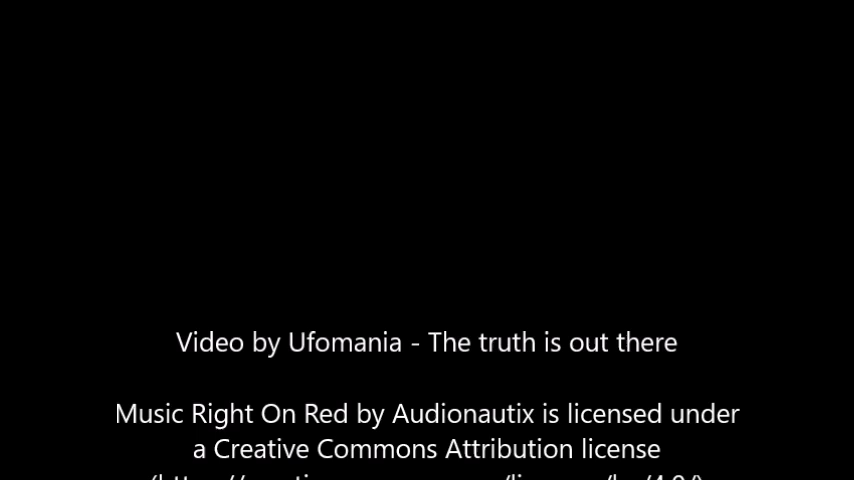 Video by Ufomania - The truth is out there
Music Right On Red by Audionautix is licensed under
a Creative Commons Attribution license